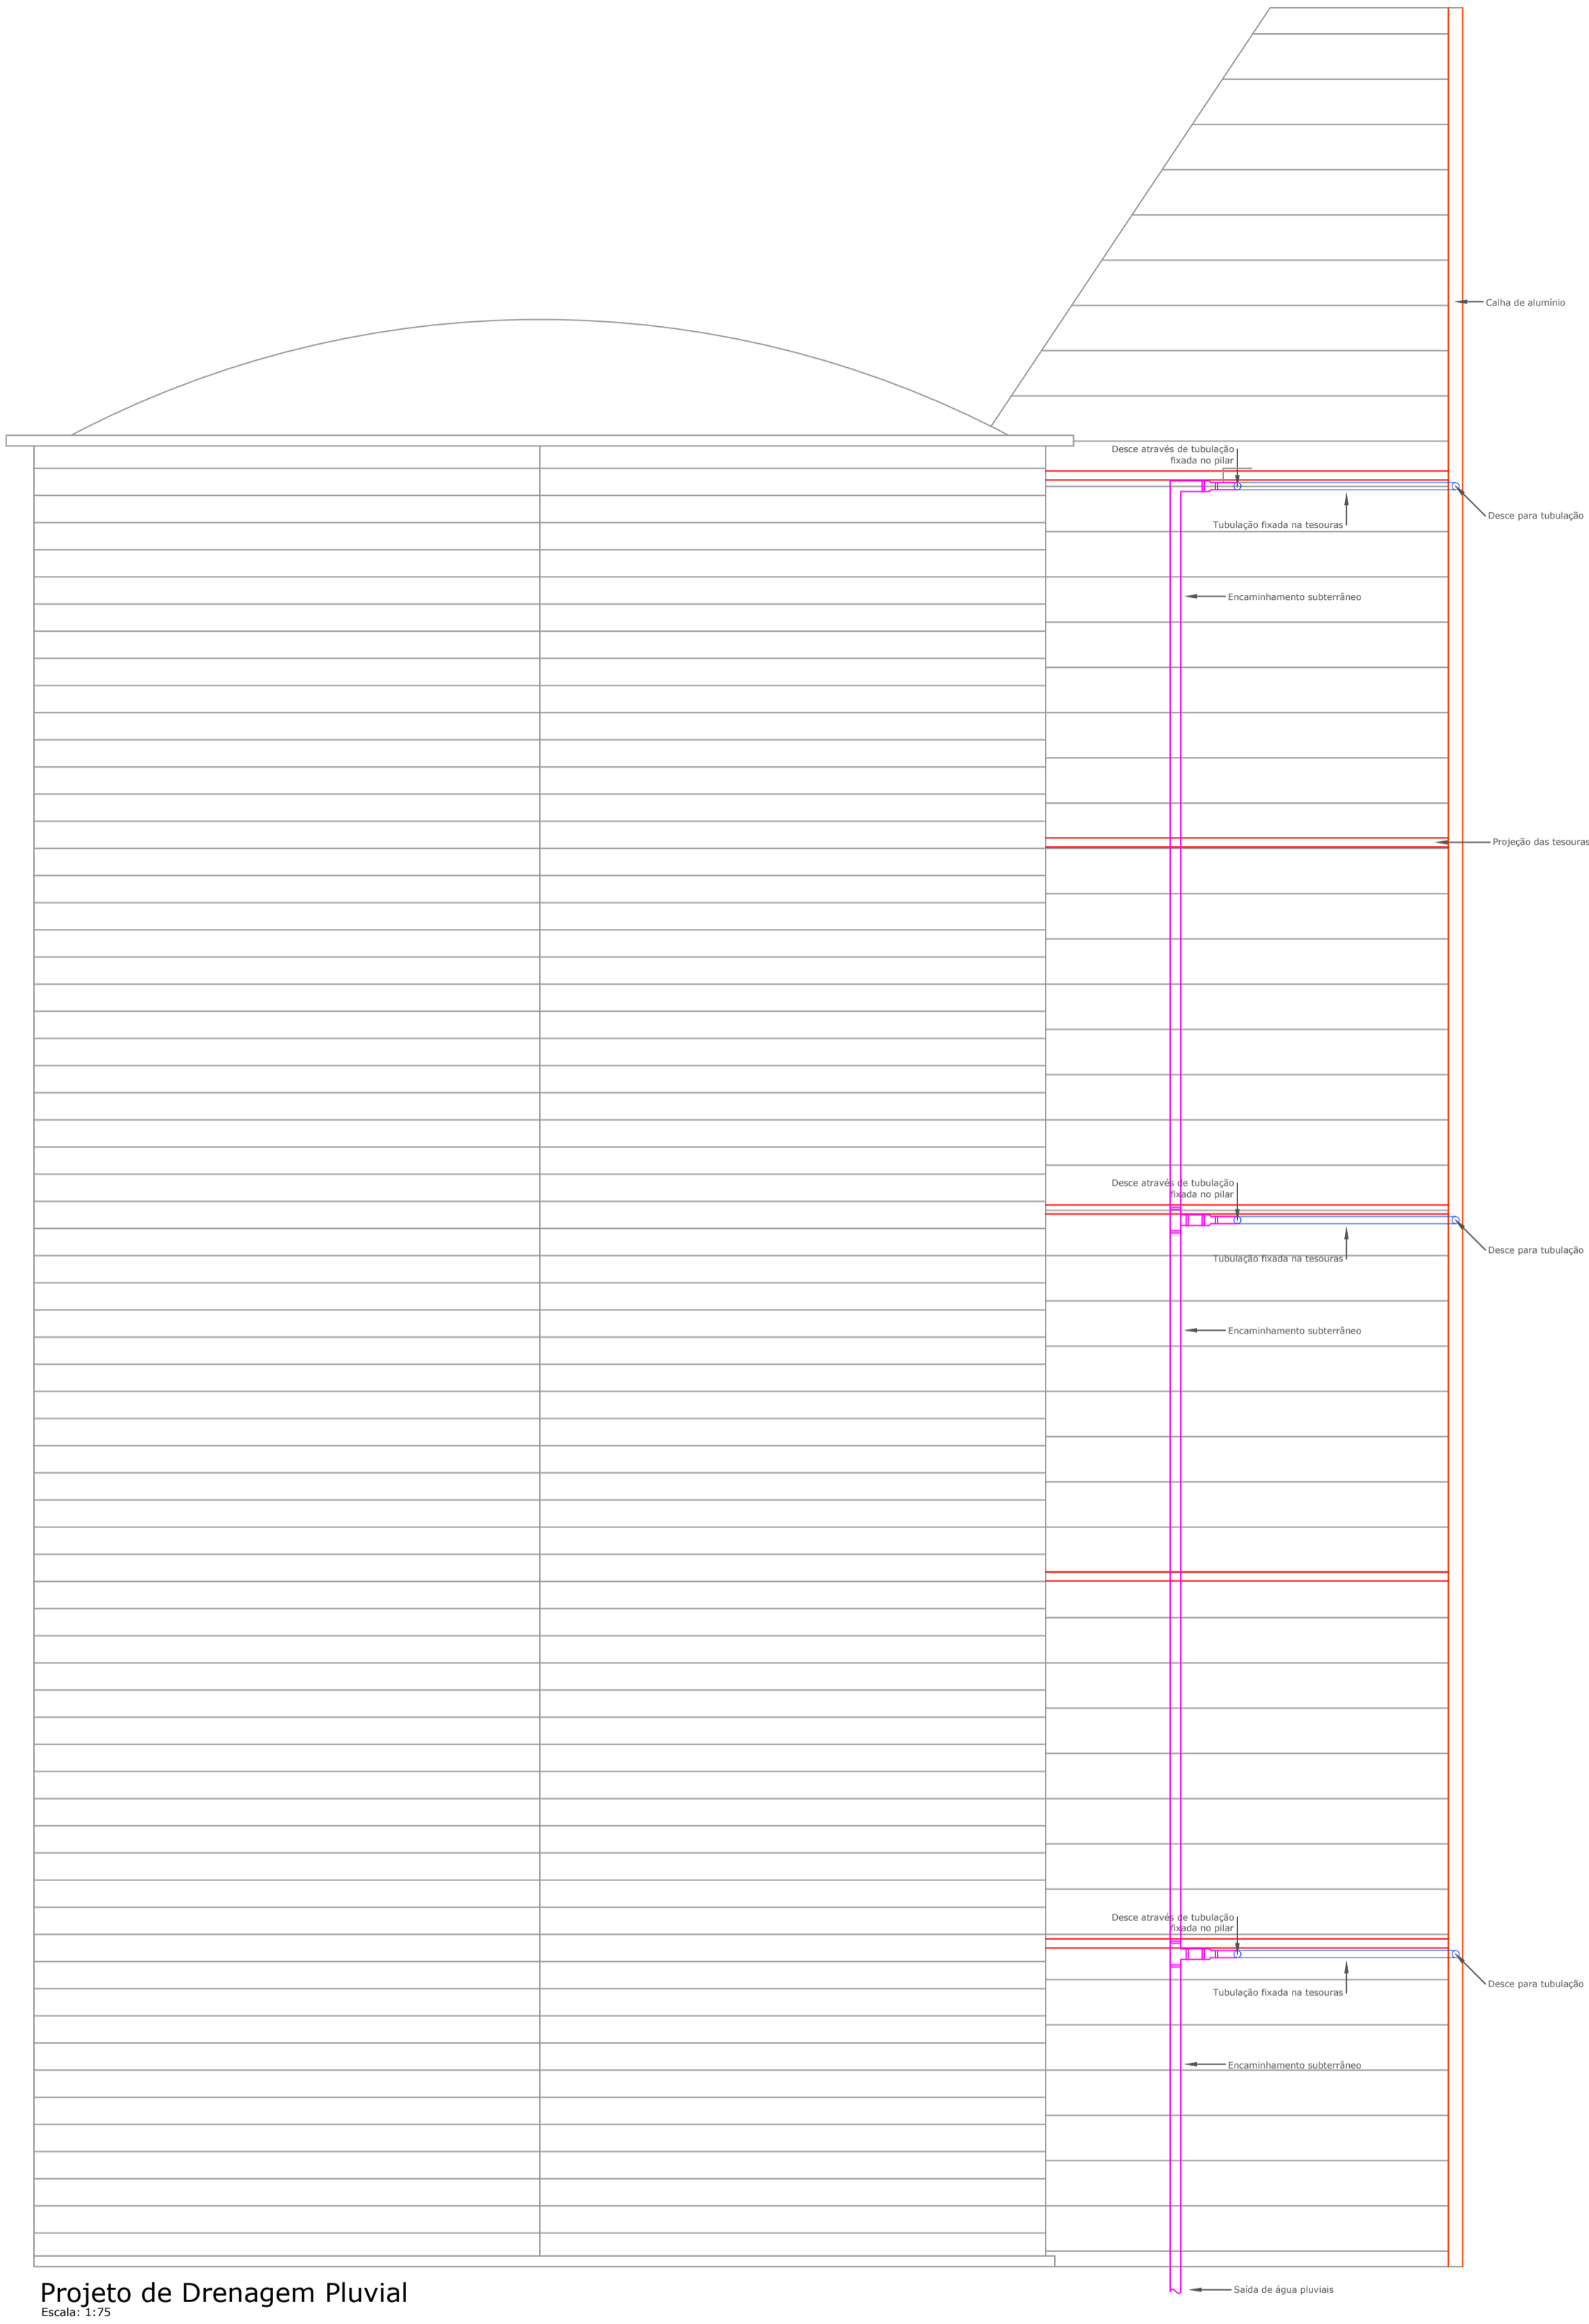 Calha de alumínio
Desce através de tubulação
fixada no pilar
Desce para tubulação
Tubulação fixada na tesouras
Encaminhamento subterrâneo
Projeção das tesouras
Desce através de tubulação
fixada no pilar
Desce para tubulação
Tubulação fixada na tesouras
Encaminhamento subterrâneo
Desce através de tubulação
fixada no pilar
Desce para tubulação
Tubulação fixada na tesouras
Encaminhamento subterrâneo
Saída de água pluviais
Projeto de Drenagem Pluvial
Escala: 1:75